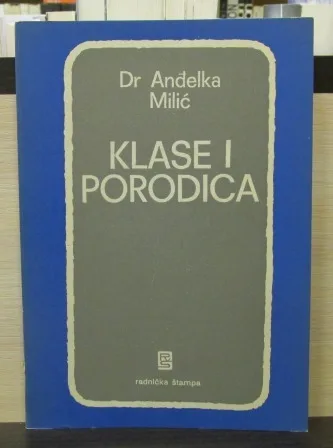 Dr Anđelka
Milić
KLASE I
PORODICA
radnička štampa